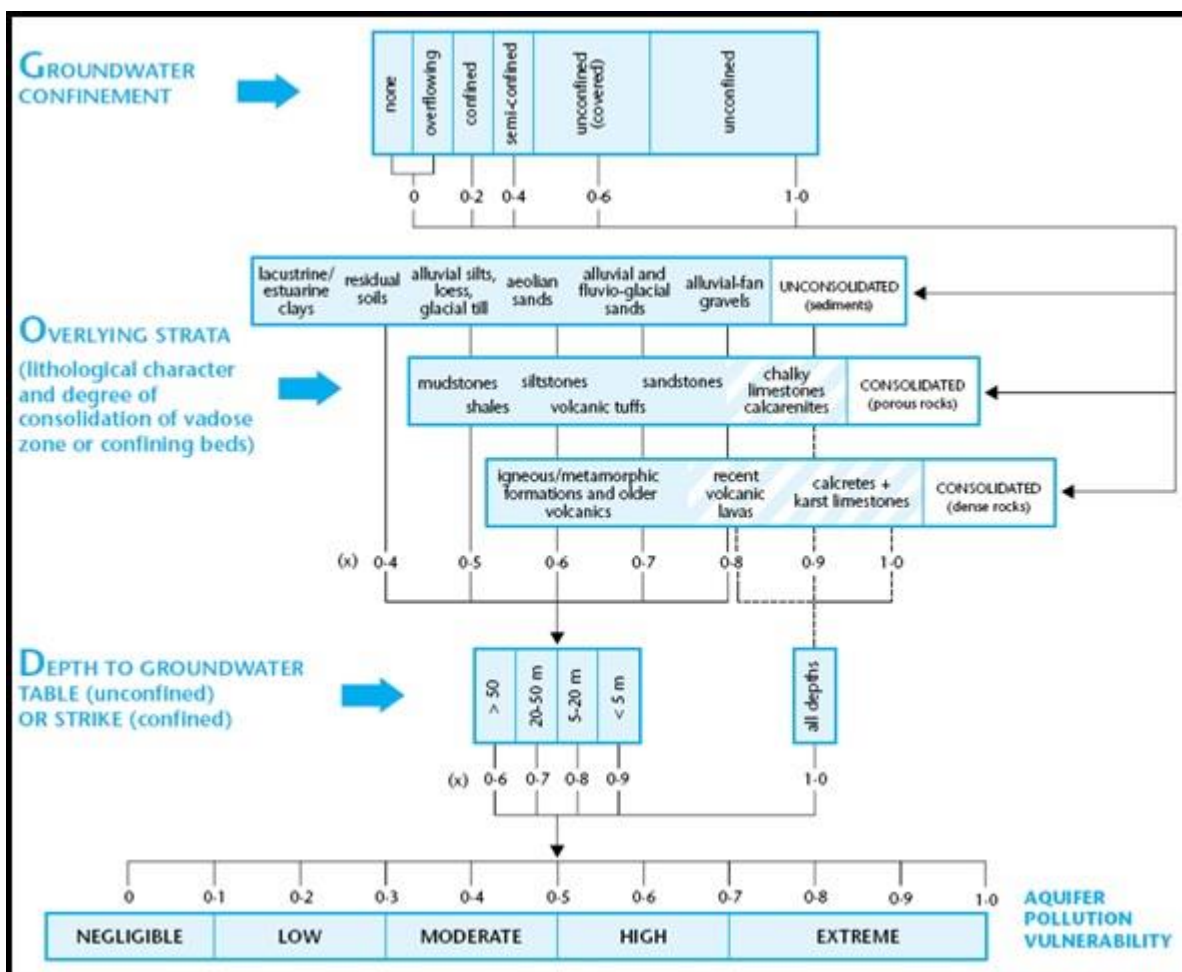 GROUNDWATER
CONFINEMENT
none
overflowing
confined
semi-confined
unconfined
(covered)
unconfined
0 0·2 0·4 0·6 1·0
OVERLYING STRATA
(lithological character
and degree of
consolidation of vadose
zone or confining beds)
lacustrine/
estuarine
clays
residual
soils
alluvial silts,
loess,
glacial till
aeolian
sands
alluvial and
fluvio-glacial
sands
alluvial-fan
gravels
UNCONSOLIDATED
(sediments)
mudstones
shales
siltstones
volcanic tuffs
sandstones
chalky
limestones
calcarenites
CONSOLIDATED
(porous rocks)
igneous/metamorphic
formations and older
volcanics
recent
volcanic
lavas
calcretes +
karst limestones
CONSOLIDATED
(dense rocks)
(x) 0·4 0·5 0·6 0·7 0·8 0·9 1·0
DEPTH TO GROUNDWATER
TABLE (unconfined)
OR STRIKE (confined)
> 50
20-50 m
5-20 m
< 5 m
all depths
(x) 0·6 0·7 0·8 0·9 1·0
0 0·1 0·2 0·3 0·4 0·5 0·6 0·7 0·8 0·9 1·0
NEGLIGIBLE LOW MODERATE HIGH EXTREME
AQUIFER
POLLUTION
VULNERABILITY